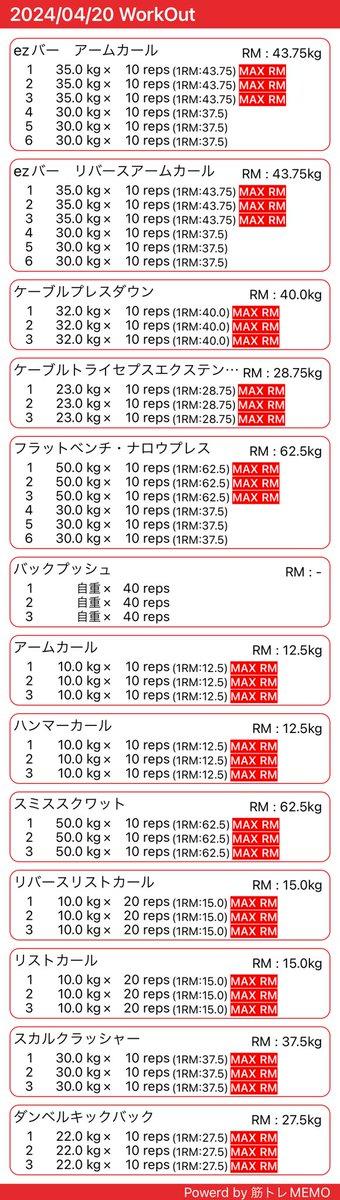 2024/04/20 WorkOut
ezバー　アームカール RM : 43.75kg
1 35.0 kg× 10 reps (1RM:43.75) MAX RM
2 35.0 kg× 10 reps (1RM:43.75) MAX RM
3 35.0 kg× 10 reps (1RM:43.75) MAX RM
4 30.0 kg× 10 reps (1RM:37.5)
5 30.0 kg× 10 reps (1RM:37.5)
6 30.0 kg× 10 reps (1RM:37.5)
ezバー　リバースアームカール RM : 43.75kg
1 35.0 kg× 10 reps (1RM:43.75) MAX RM
2 35.0 kg× 10 reps (1RM:43.75) MAX RM
3 35.0 kg× 10 reps (1RM:43.75) MAX RM
4 30.0 kg× 10 reps (1RM:37.5)
5 30.0 kg× 10 reps (1RM:37.5)
6 30.0 kg× 10 reps (1RM:37.5)
ケーブルプレスダウン RM : 40.0kg
1 32.0 kg× 10 reps (1RM:40.0) MAX RM
2 32.0 kg× 10 reps (1RM:40.0) MAX RM
3 32.0 kg× 10 reps (1RM:40.0) MAX RM
ケーブルトライセプスエクステン… RM : 28.75kg
1 23.0 kg× 10 reps (1RM:28.75) MAX RM
2 23.0 kg× 10 reps (1RM:28.75) MAX RM
3 23.0 kg× 10 reps (1RM:28.75) MAX RM
フラットベンチ・ナロウプレス RM : 62.5kg
1 50.0 kg× 10 reps (1RM:62.5) MAX RM
2 50.0 kg× 10 reps (1RM:62.5) MAX RM
3 50.0 kg× 10 reps (1RM:62.5) MAX RM
4 30.0 kg× 10 reps (1RM:37.5)
5 30.0 kg× 10 reps (1RM:37.5)
6 30.0 kg× 10 reps (1RM:37.5)
バックプッシュ RM : -
1 自重× 40 reps
2 自重× 40 reps
3 自重× 40 reps
アームカール RM : 12.5kg
1 10.0 kg× 10 reps (1RM:12.5) MAX RM
2 10.0 kg× 10 reps (1RM:12.5) MAX RM
3 10.0 kg× 10 reps (1RM:12.5) MAX RM
ハンマーカール RM : 12.5kg
1 10.0 kg× 10 reps (1RM:12.5) MAX RM
2 10.0 kg× 10 reps (1RM:12.5) MAX RM
3 10.0 kg× 10 reps (1RM:12.5) MAX RM
スミススクワット RM : 62.5kg
1 50.0 kg× 10 reps (1RM:62.5) MAX RM
2 50.0 kg× 10 reps (1RM:62.5) MAX RM
3 50.0 kg× 10 reps (1RM:62.5) MAX RM
リバースリストカール RM : 15.0kg
1 10.0 kg× 20 reps (1RM:15.0) MAX RM
2 10.0 kg× 20 reps (1RM:15.0) MAX RM
3 10.0 kg× 20 reps (1RM:15.0) MAX RM
リストカール RM : 15.0kg
1 10.0 kg× 20 reps (1RM:15.0) MAX RM
2 10.0 kg× 20 reps (1RM:15.0) MAX RM
3 10.0 kg× 20 reps (1RM:15.0) MAX RM
スカルクラッシャー RM : 37.5kg
1 30.0 kg× 10 reps (1RM:37.5) MAX RM
2 30.0 kg× 10 reps (1RM:37.5) MAX RM
3 30.0 kg× 10 reps (1RM:37.5) MAX RM
ダンベルキックバック RM : 27.5kg
1 22.0 kg× 10 reps (1RM:27.5) MAX RM
2 22.0 kg× 10 reps (1RM:27.5) MAX RM
3 22.0 kg× 10 reps (1RM:27.5) MAX RM
Powerd by 筋トレMEMO